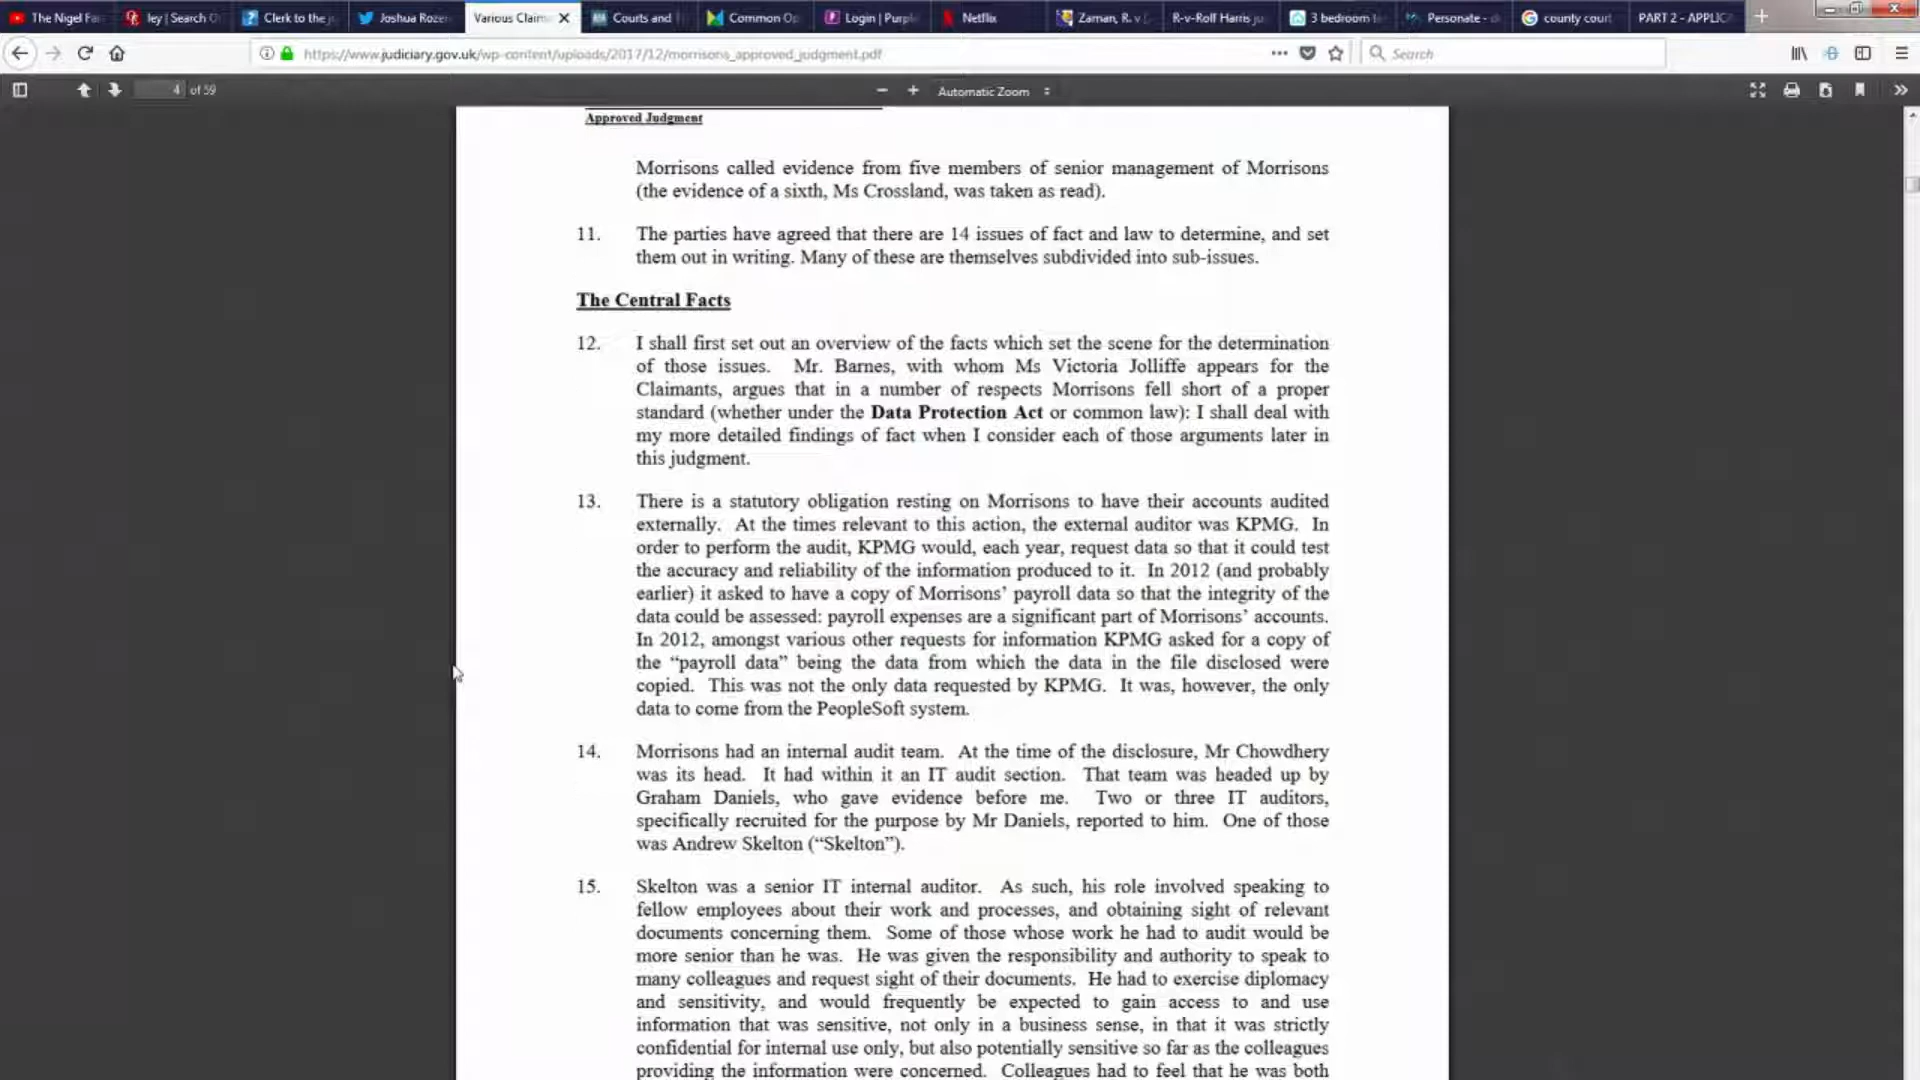 The Nigel Fa
ley | Search O
Clerk to the j
Joshua Rozen
Various Claim
Courts and
Common O
Login | Purpl
Netflix
Zaman, R. v
R-v-Rolf Harris ju
3 bedroom
Personate - d
county court
PART 2 - APPLIC
https://www.judiciary.gov.uk/wp-content/uploads/2017/12/morrisons_approved_judgment.pdf
Search
4 of 59
Automatic Zoom
Approved Judgment
Morrisons called evidence from five members of senior management of Morrisons
(the evidence of a sixth, Ms Crossland, was taken as read).
11. The parties have agreed that there are 14 issues of fact and law to determine, and set
them out in writing. Many of these are themselves subdivided into sub-issues.
The Central Facts
12. I shall first set out an overview of the facts which set the scene for the determination
of those issues. Mr. Barnes, with whom Ms Victoria Jolliffe appears for the
Claimants, argues that in a number of respects Morrisons fell short of a proper
standard (whether under the Data Protection Act or common law): I shall deal with
my more detailed findings of fact when I consider each of those arguments later in
this judgment.
13. There is a statutory obligation resting on Morrisons to have their accounts audited
externally. At the times relevant to this action, the external auditor was KPMG. In
order to perform the audit, KPMG would, each year, request data so that it could test
the accuracy and reliability of the information produced to it. In 2012 (and probably
earlier) it asked to have a copy of Morrisons’ payroll data so that the integrity of the
data could be assessed: payroll expenses are a significant part of Morrisons’ accounts.
In 2012, amongst various other requests for information KPMG asked for a copy of
the “payroll data” being the data from which the data in the file disclosed were
copied. This was not the only data requested by KPMG. It was, however, the only
data to come from the PeopleSoft system.
14. Morrisons had an internal audit team. At the time of the disclosure, Mr Chowdhery
was its head. It had within it an IT audit section. That team was headed up by
Graham Daniels, who gave evidence before me. Two or three IT auditors,
specifically recruited for the purpose by Mr Daniels, reported to him. One of those
was Andrew Skelton (“Skelton”).
15. Skelton was a senior IT internal auditor. As such, his role involved speaking to
fellow employees about their work and processes, and obtaining sight of relevant
documents concerning them. Some of those whose work he had to audit would be
more senior than he was. He was given the responsibility and authority to speak to
many colleagues and request sight of their documents. He had to exercise diplomacy
and sensitivity, and would frequently be expected to gain access to and use
information that was sensitive, not only in a business sense, in that it was strictly
confidential for internal use only, but also potentially sensitive so far as the colleagues
providing the information were concerned. Colleagues had to feel that he was both